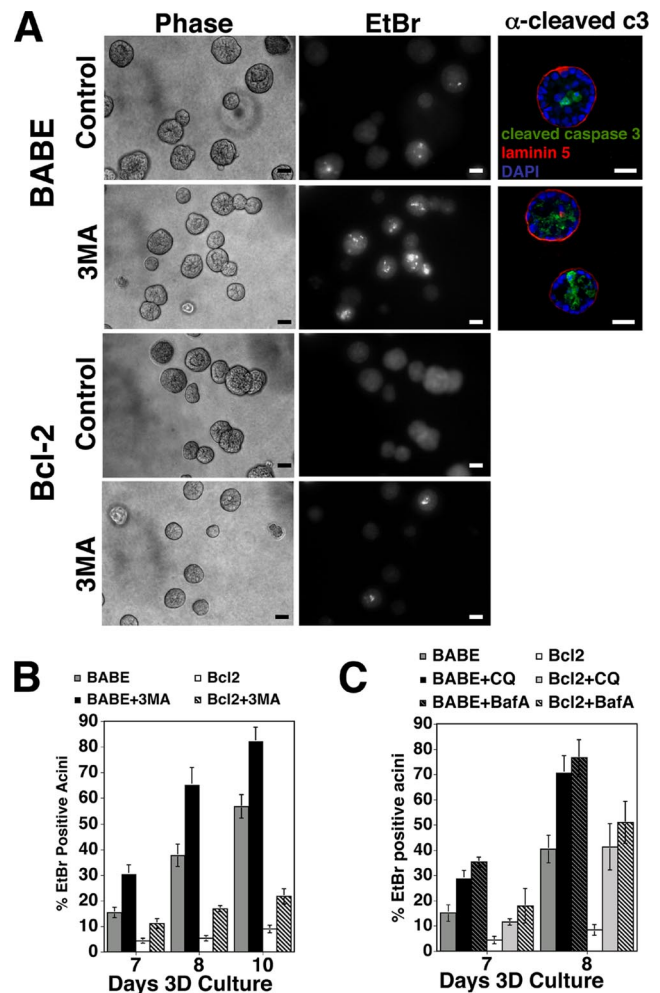 A
Phase
EtBr
α-cleaved c3
BABE
Control
cleaved caspase 3
laminin 5
DAPI
3MA
Bcl-2
Control
3MA
B
BABE
Bcl2
BABE+3MA
Bcl2+3MA
% EtBr Positive Acini
90
80
70
60
50
40
30
20
10
0
7
8
10
Days 3D Culture
C
BABE
Bcl2
BABE+CQ
Bcl2+CQ
BABE+BafA
Bcl2+BafA
% EtBr positive acini
90
80
70
60
50
40
30
20
10
0
7
8
Days 3D Culture